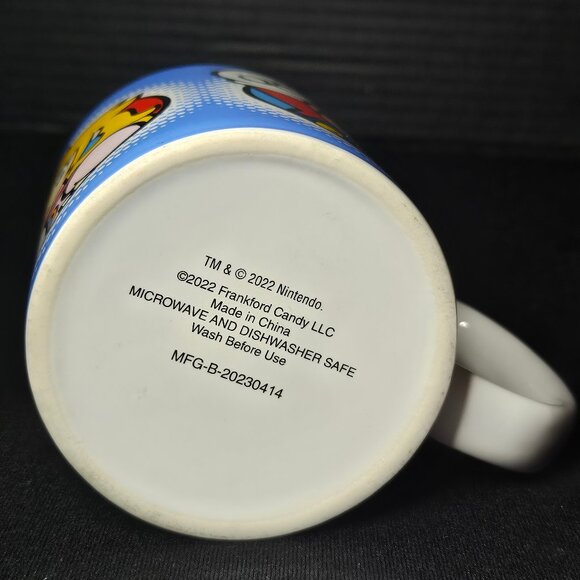 TM & © 2022 Nintendo.
©2022 Frankford Candy LLC
Made in China
MICROWAVE AND DISHWASHER SAFE
Wash Before Use
MFG-B-20230414